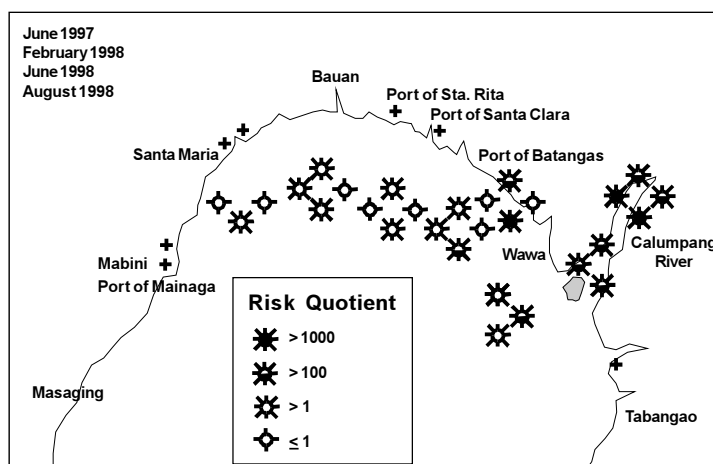 June 1997
February 1998
June 1998
August 1998
Bauan
Port of Sta. Rita
Port of Santa Clara
Santa Maria
Port of Batangas
Wawa
Calumpang
River
Mabini
Port of Mainaga
Risk Quotient
> 1000
> 100
> 1
≤ 1
Masaging
Tabangao